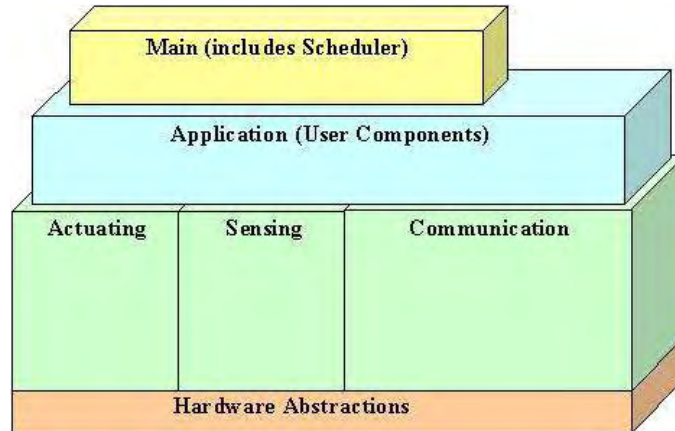 Main (includes Scheduler)
Application (User Components)
Actuating
Sensing
Communication
Hardware Abstractions